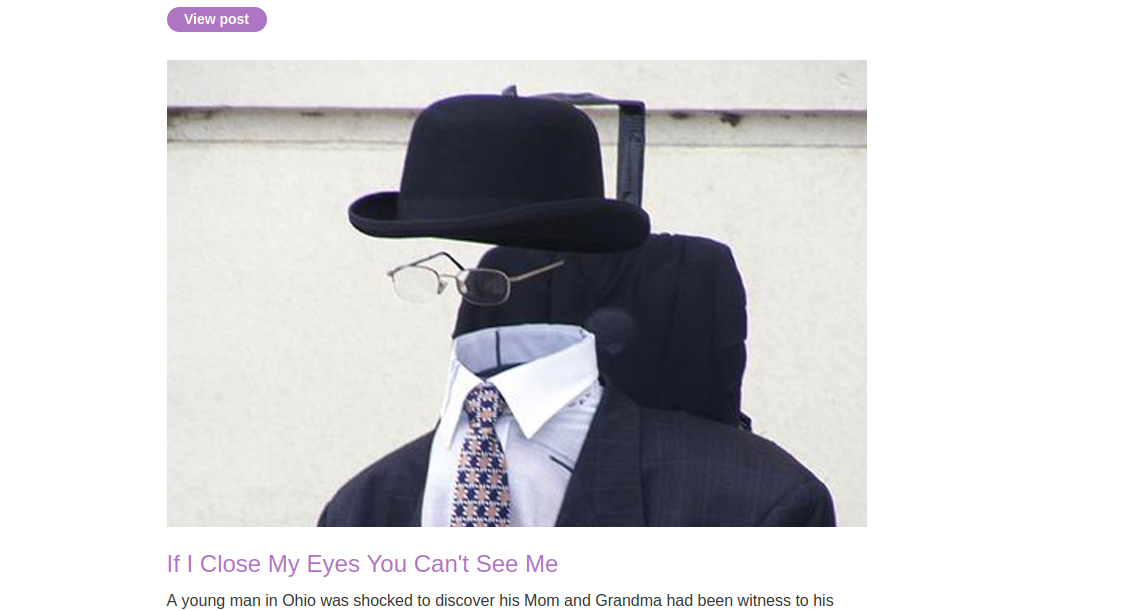 View post
If I Close My Eyes You Can't See Me
A young man in Ohio was shocked to discover his Mom and Grandma had been witness to his